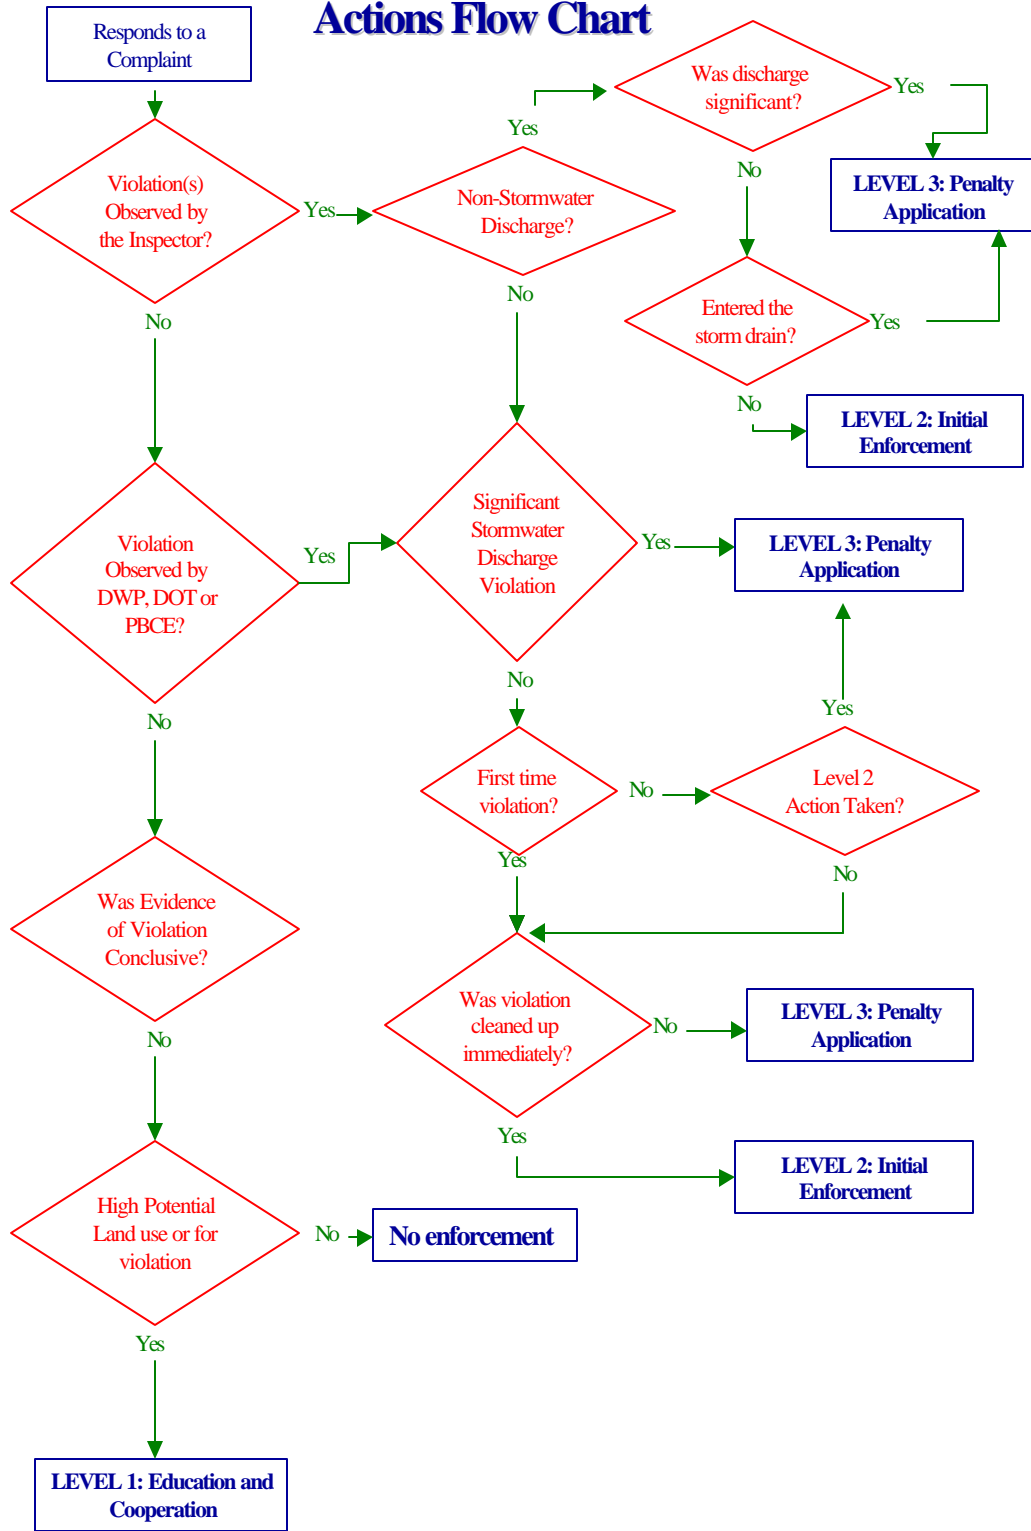 Actions Flow Chart
Responds to a
Complaint
Was discharge
significant?
Yes
Yes
No
Violation(s)
Observed by
the Inspector?
Yes
Non-Stormwater
Discharge?
LEVEL 3: Penalty
Application
No
No
Entered the
storm drain?
Yes
No
LEVEL 2: Initial
Enforcement
Violation
Observed by
DWP, DOT or
PBCE?
Yes
Significant
Stormwater
Discharge
Violation
Yes
LEVEL 3: Penalty
Application
No
No
Yes
First time
violation?
No
Level 2
Action Taken?
Yes
No
Was Evidence
of Violation
Conclusive?
No
Was violation
cleaned up
immediately?
No
LEVEL 3: Penalty
Application
Yes
LEVEL 2: Initial
Enforcement
High Potential
Land use or for
violation
No
No enforcement
Yes
LEVEL 1: Education and
Cooperation